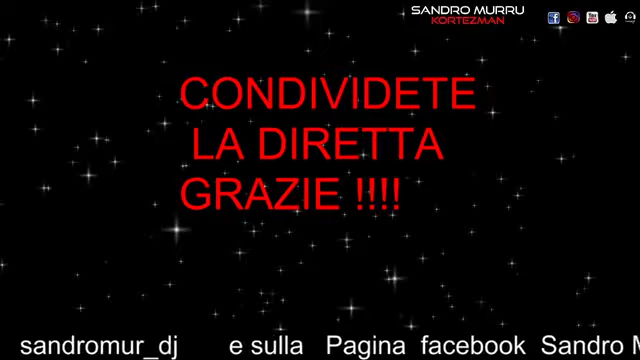 SANDRO MURRU
KORTEZMAN
CONDIVIDETE
LA DIRETTA
GRAZIE !!!!
sandromur_dj e sulla Pagina facebook Sandro M